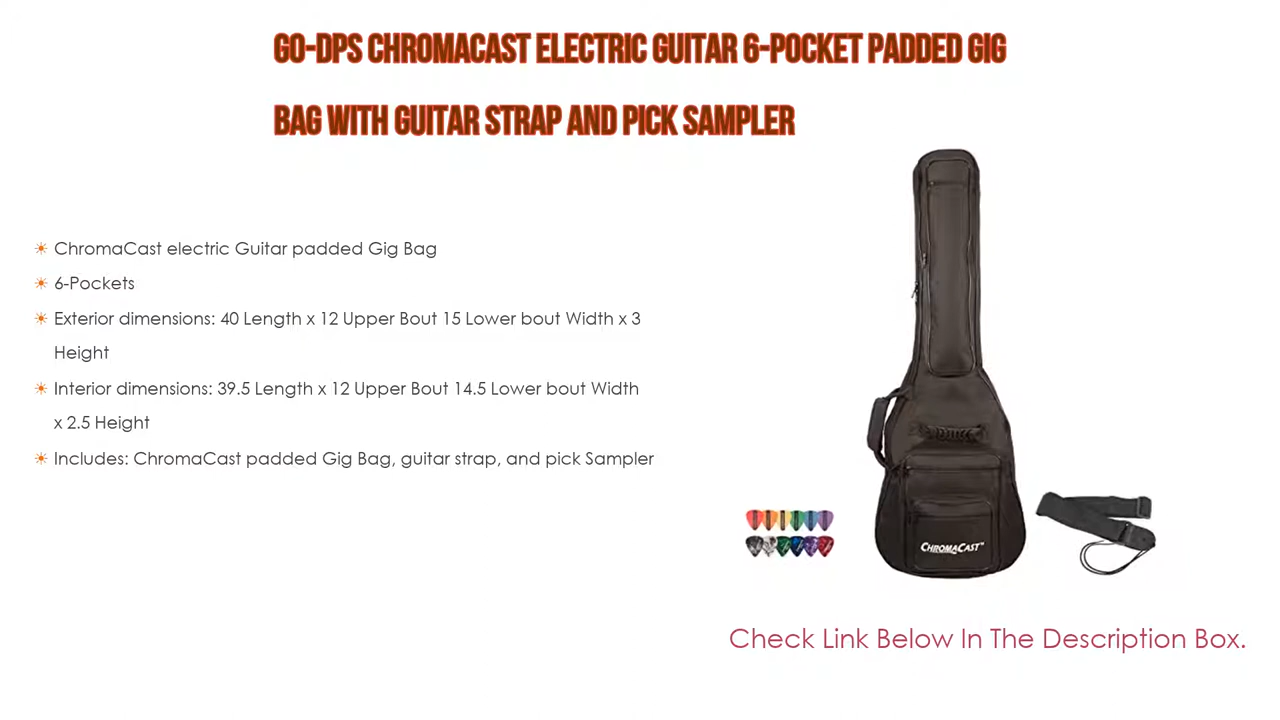 GO-DPS CHROMACAST ELECTRIC GUITAR 6-POCKET PADDED GIG
BAG WITH GUITAR STRAP AND PICK SAMPLER
ChromaCast electric Guitar padded Gig Bag
6-Pockets
Exterior dimensions: 40 Length x 12 Upper Bout 15 Lower bout Width x 3
Height
Interior dimensions: 39.5 Length x 12 Upper Bout 14.5 Lower bout Width
x 2.5 Height
Includes: ChromaCast padded Gig Bag, guitar strap, and pick Sampler
CHROMACAST™
Check Link Below In The Description Box.